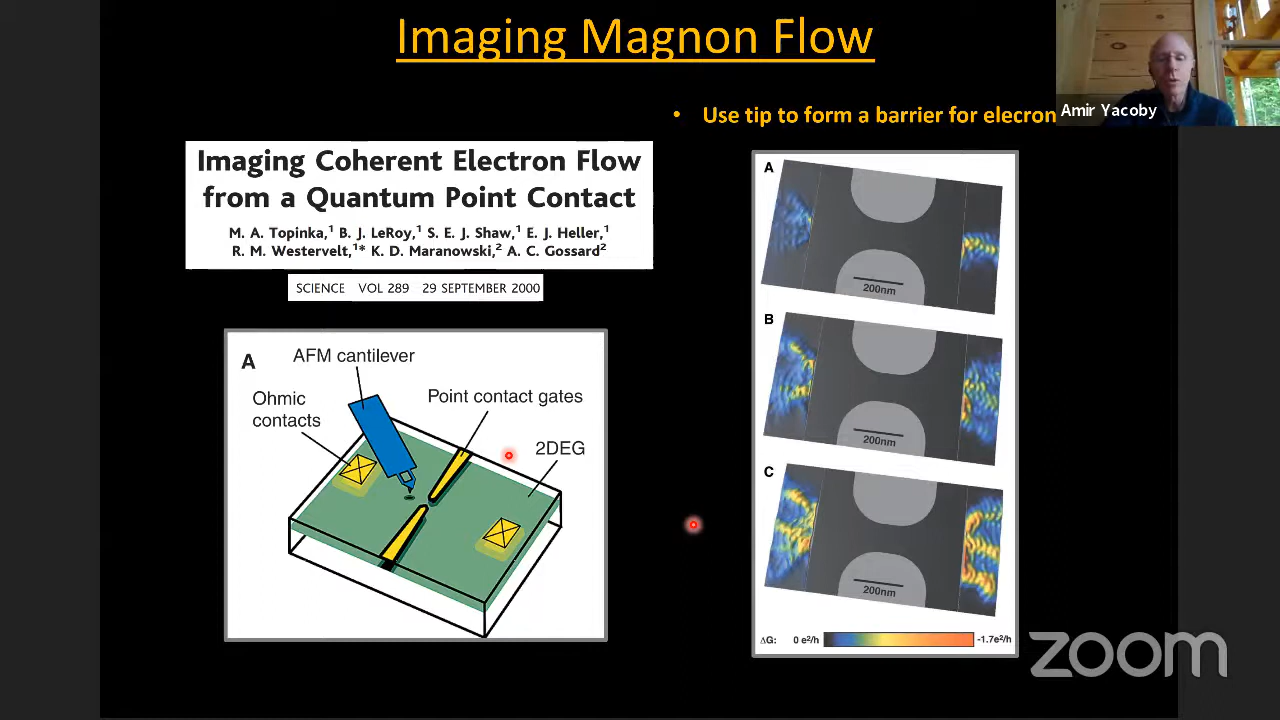 Imaging Magnon Flow
Amir Yacoby
• Use tip to form a barrier for elecron
Imaging Coherent Electron Flow
from a Quantum Point Contact
M. A. Topinka,¹ B. J. LeRoy,¹ S. E. J. Shaw,¹ E. J. Heller,¹
R. M. Westervelt,¹* K. D. Maranowski,² A. C. Gossard²
SCIENCE VOL 289 29 SEPTEMBER 2000
A
AFM cantilever
Ohmic
contacts
Point contact gates
2DEG
A
200nm
B
200nm
C
200nm
ΔG: 0 e²/h -1.7e²/h
zoom